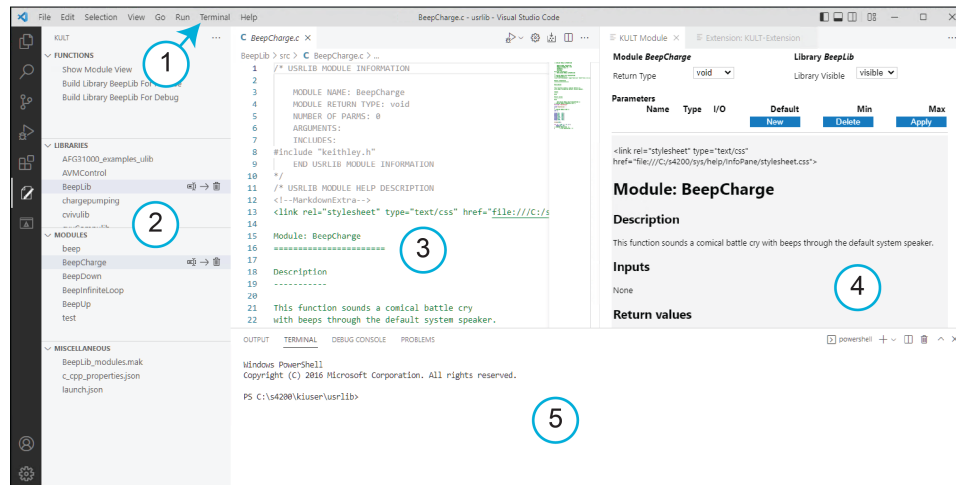 File Edit Selection View Go Run Terminal Help
BeepCharge.c - usrlib - Visual Studio Code
KULT
FUNCTIONS
Show Module View
Build Library BeepLib For
Build Library BeepLib For Debug
LIBRARIES
AFG31000_examples_ulib
AVMControl
BeepLib
chargepumping
cvivulib
MODULES
beep
BeepCharge
BeepDown
BeepInfiniteLoop
BeepUp
test
MISCELLANEOUS
BeepLib_modules.mak
c_cpp_properties.json
launch.json
1
2
C BeepCharge.c
BeepLib > src > C BeepCharge.c > ...
1 /* USRLIB MODULE INFORMATION
2
3 MODULE NAME: BeepCharge
4 MODULE RETURN TYPE: void
5 NUMBER OF PARMS: 0
6 ARGUMENTS:
7 INCLUDES:
8 #include "keithley.h"
9 END USRLIB MODULE INFORMATION
10 */
11 /* USRLIB MODULE HELP DESCRIPTION
12 <!--MarkdownExtra-->
13 <link rel="stylesheet" type="text/css" href="file:///C:/s
14
15 Module: BeepCharge
16 =======================
17
18 Description
19 -----------
20
21 This function sounds a comical battle cry
22 with beeps through the default system speaker.
3
KULT Module
Extension: KULT-Extension
Module BeepCharge
Library BeepLib
Return Type void
Library Visible visible
Parameters
Name Type I/O Default Min Max
New Delete Apply
<link rel="stylesheet" type="text/css"
href="file:///C:/s4200/sys/help/InfoPane/stylesheet.css">
Module: BeepCharge
Description
This function sounds a comical battle cry with beeps through the default system speaker.
Inputs
None
Return values
4
OUTPUT TERMINAL DEBUG CONSOLE PROBLEMS
powershell
Windows PowerShell
Copyright (C) 2016 Microsoft Corporation. All rights reserved.
PS C:\s4200\kiuser\usrlib>
5